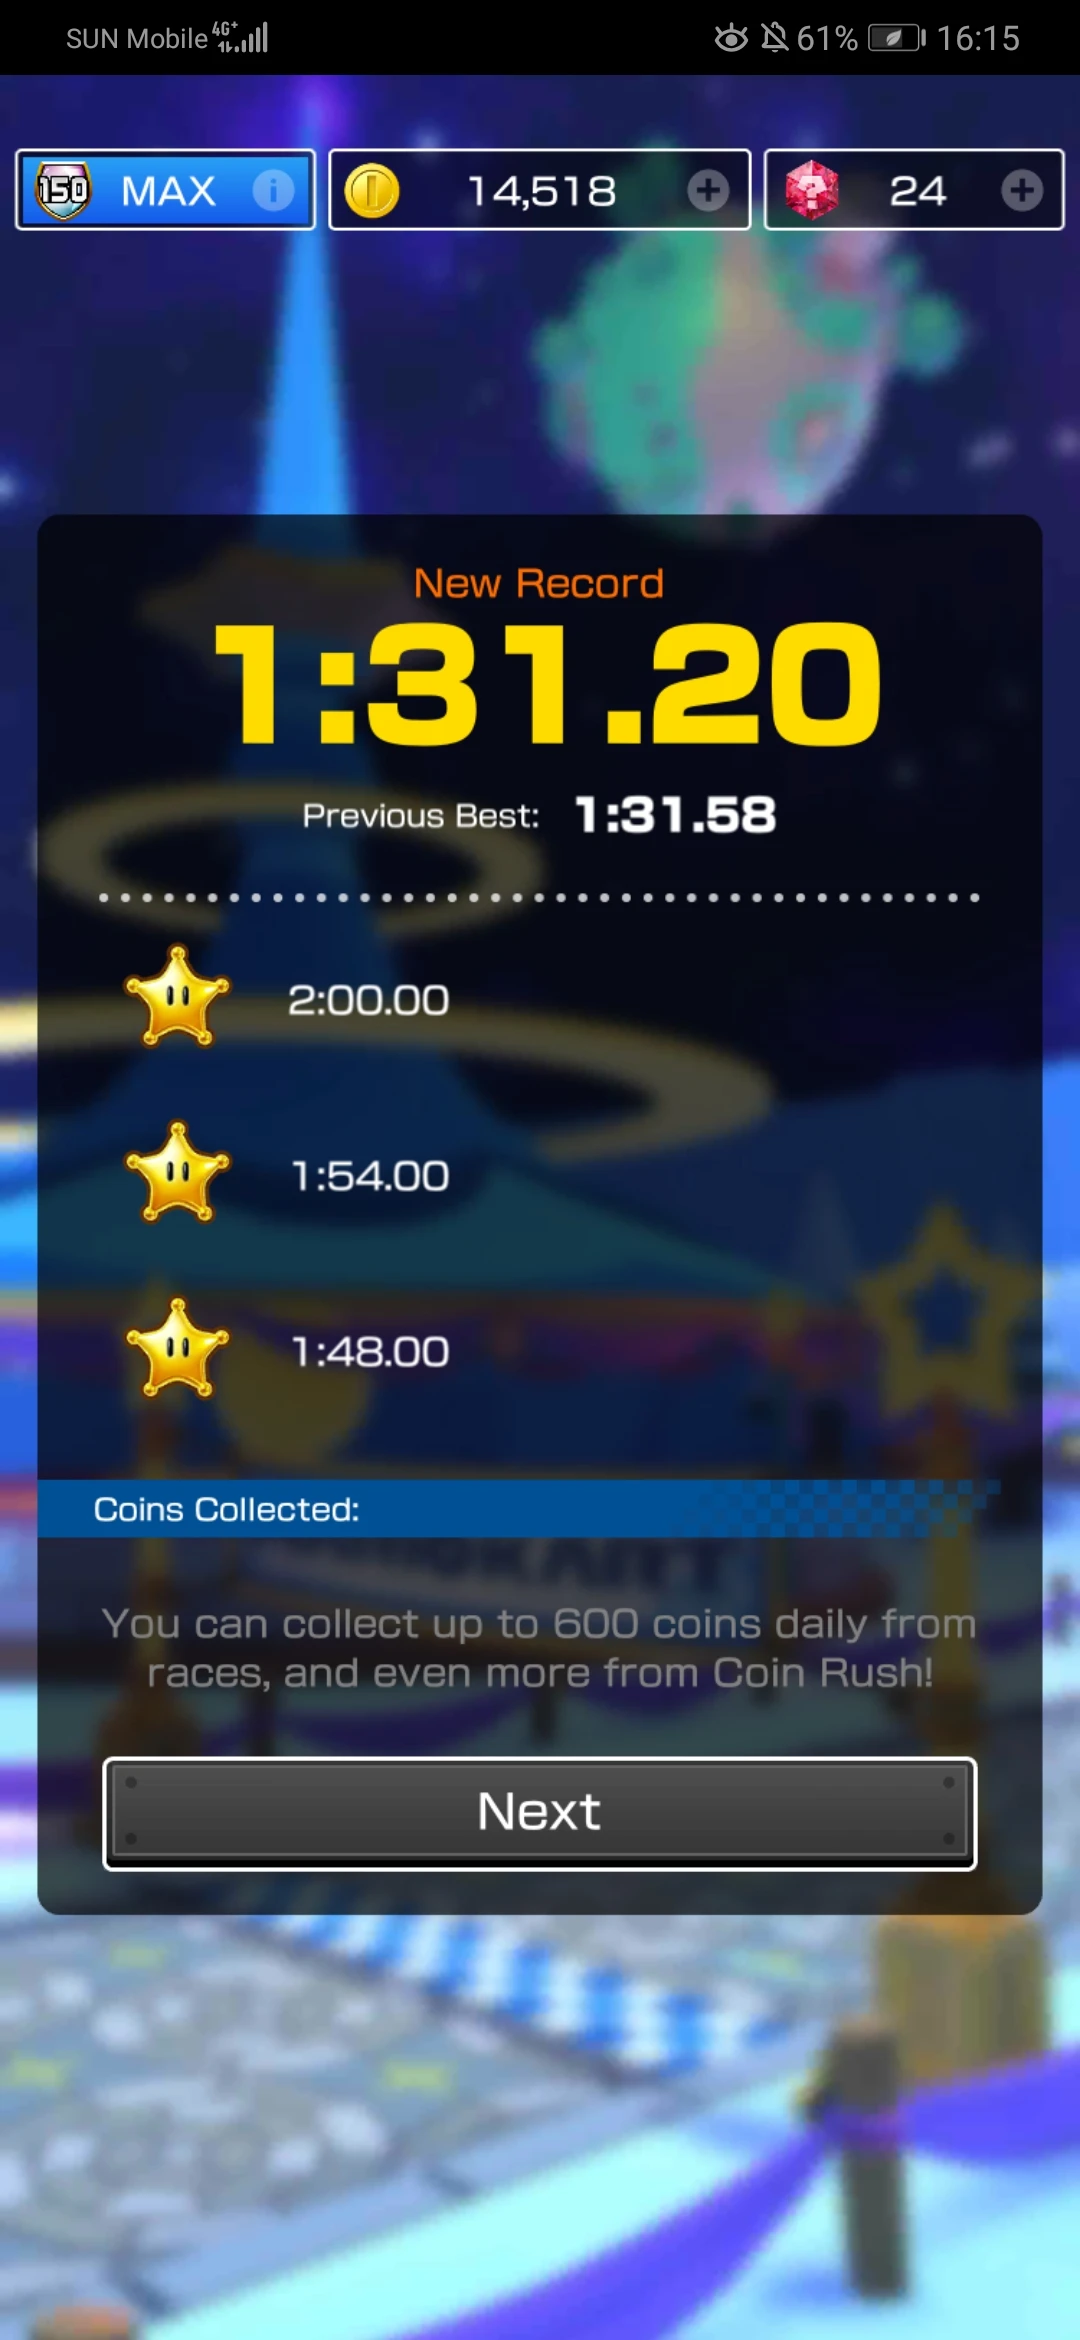 SUN Mobile 4G+ 61% 16:15
150 MAX i 14,518 + 24 +
New Record
1:31.20
Previous Best: 1:31.58
2:00.00
1:54.00
1:48.00
Coins Collected:
You can collect up to 600 coins daily from
races, and even more from Coin Rush!
Next